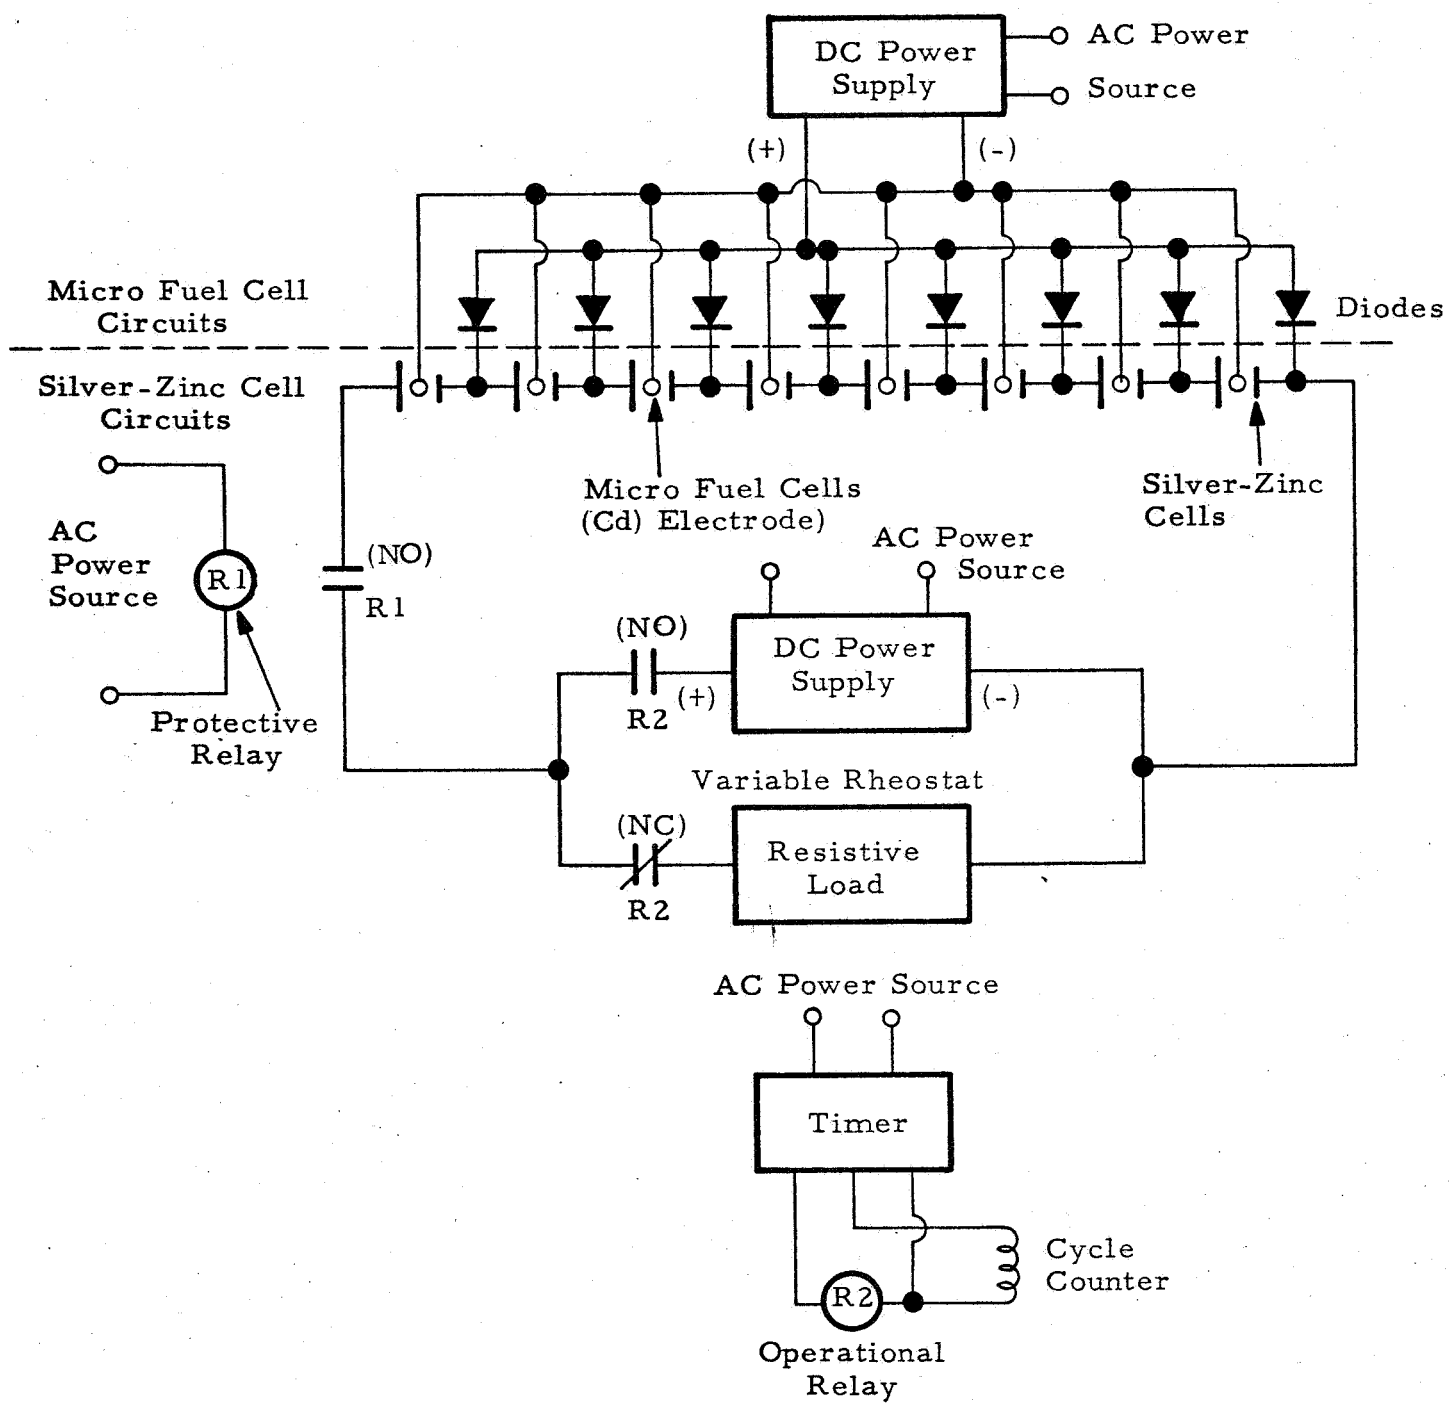 DC Power
Supply
AC Power
Source
(+)
(-)
Micro Fuel Cell
Circuits
Diodes
Silver-Zinc Cell
Circuits
Micro Fuel Cells
(Cd) Electrode)
Silver-Zinc
Cells
AC
Power
Source
R1
(NO)
R1
Protective
Relay
AC Power
Source
(NO)
R2
(+)
DC Power
Supply
(-)
Variable Rheostat
(NC)
R2
Resistive
Load
AC Power Source
Timer
Cycle
Counter
R2
Operational
Relay